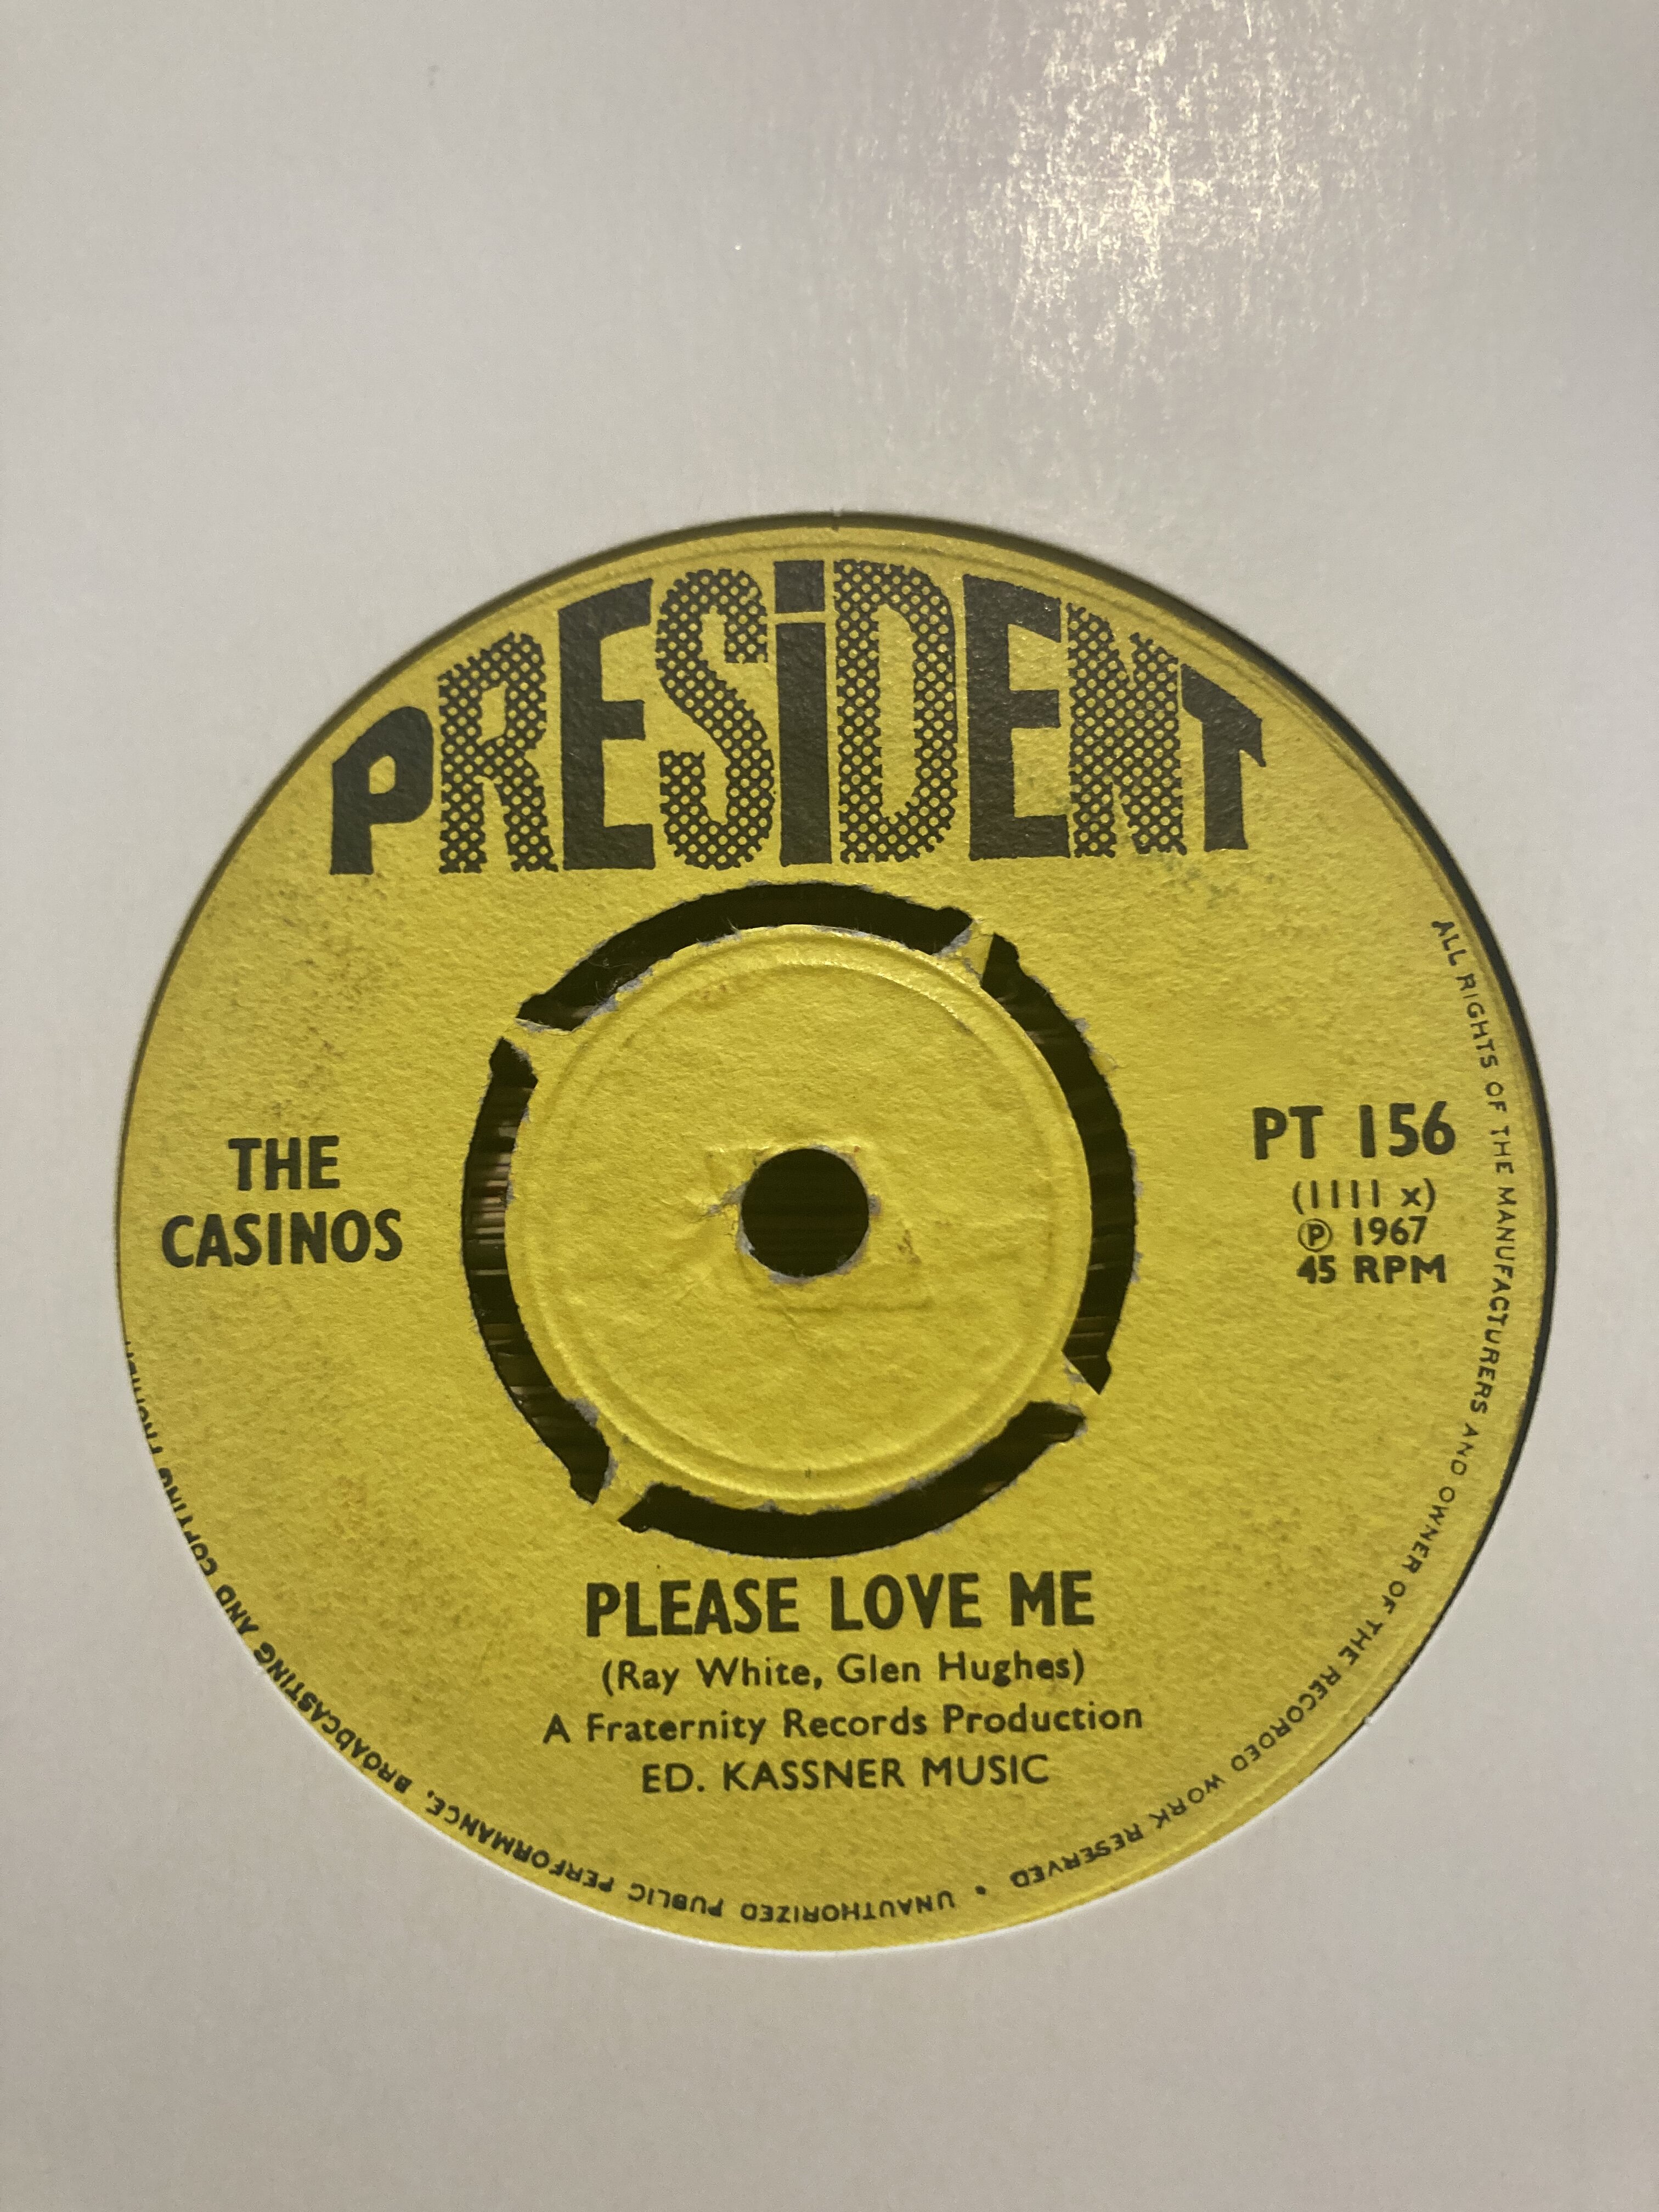 PRESiDENT
THE
CASINOS
PT 156
(1111 x)
Ⓟ 1967
45 RPM
PLEASE LOVE ME
(Ray White, Glen Hughes)
A Fraternity Records Production
ED. KASSNER MUSIC
ALL RIGHTS OF THE MANUFACTURERS AND OWNER OF THE RECORDED WORK RESERVED • UNAUTHORIZED PUBLIC PERFORMANCE, BROADCASTING AND COPYING